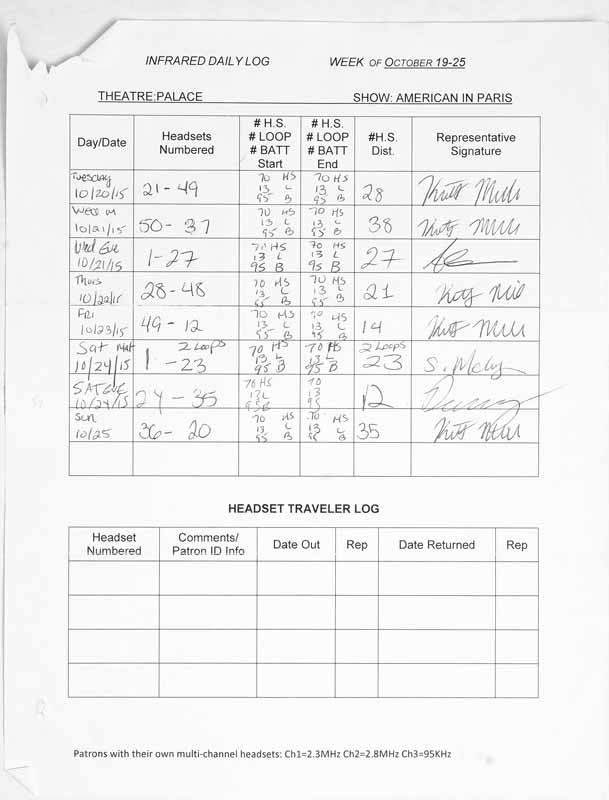 INFRARED DAILY LOG WEEK OF OCTOBER 19-25
THEATRE:PALACE SHOW: AMERICAN IN PARIS
Day/Date Headsets Numbered # H.S. # LOOP # BATT Start # H.S. # LOOP # BATT End #H.S. Dist. Representative Signature
Tuesday 10/20/15 21-49 70 HS 13 L 95 B 70 HS 13 L 95 B 28
Wed M 10/21/15 50-37 70 HS 13 L 95 B 70 HS 13 L 95 B 38
Wed Eve 10/21/15 1-27 70 HS 13 L 95 B 70 HS 13 L 95 B 27
Thurs 10/22/15 28-48 70 HS 13 L 95 B 70 HS 13 L 95 B 21
FRI 10/23/15 49-12 70 HS 13 L 95 B 70 HS 13 L 95 B 14
Sat Mat 10/24/15 1-23 2 Loops 70 HS 13 L 95 B 70 HS 13 L 95 B 2 Loops 23 S.
SAT EVE 10/24/15 24-35 70 HS 13 L 95 B 70 13 95 12
Sun 10/25 36-20 70 HS 13 L 95 B 70 HS 13 L 95 B 35
HEADSET TRAVELER LOG
Headset Numbered Comments/ Patron ID Info Date Out Rep Date Returned Rep
Patrons with their own multi-channel headsets: Ch1=2.3MHz Ch2=2.8MHz Ch3=95KHz